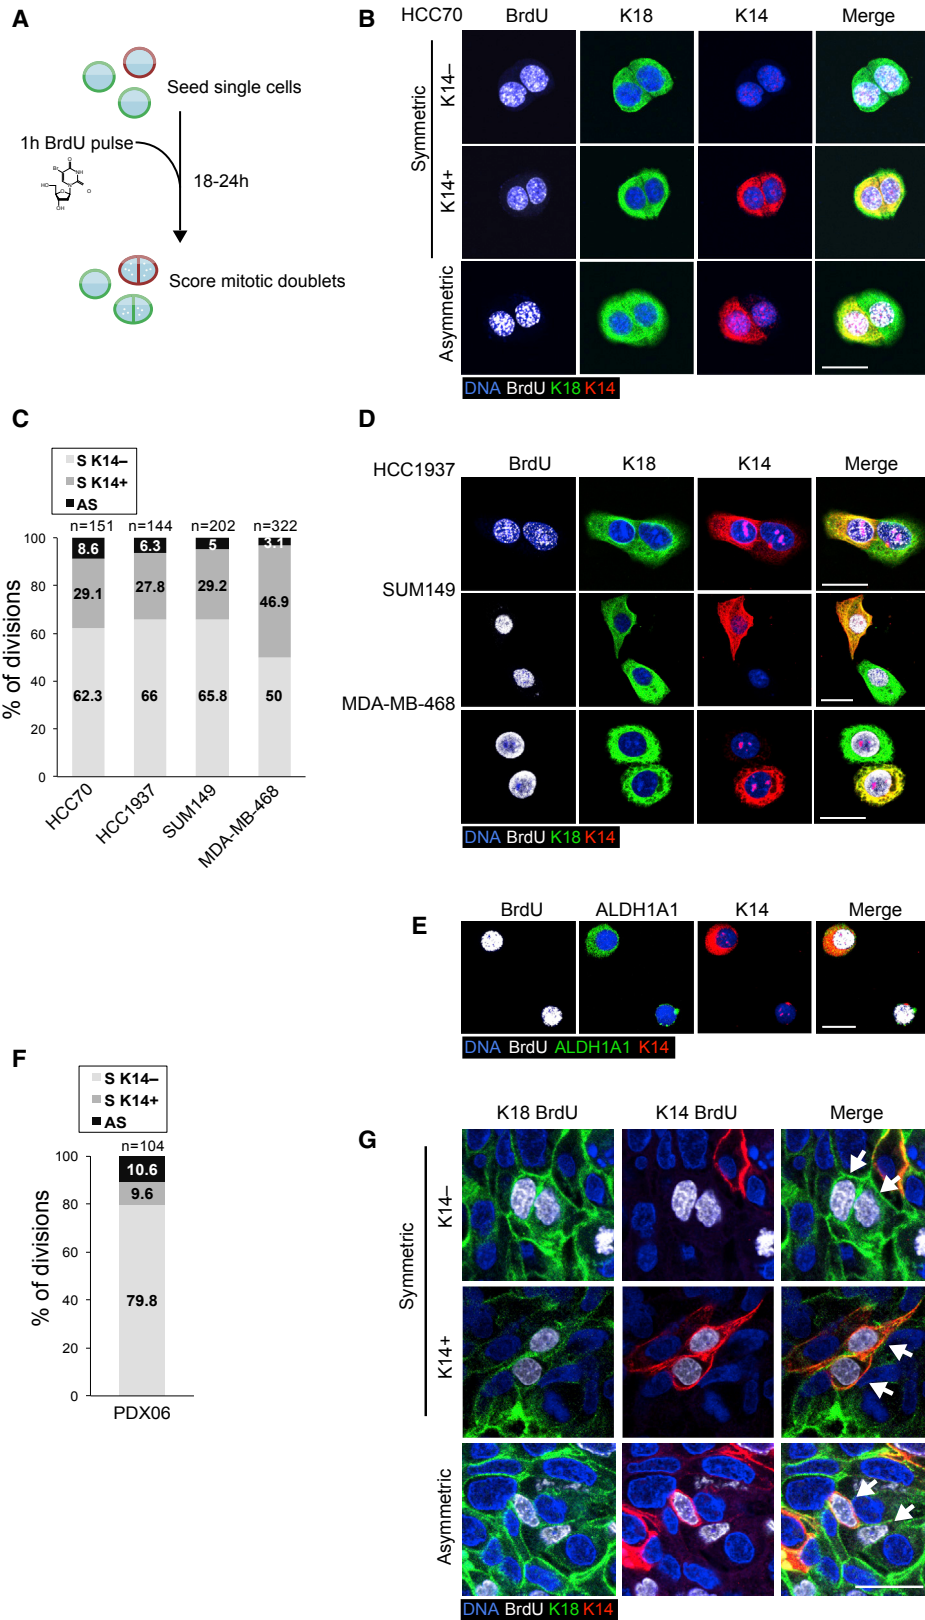 A
Seed single cells
1h BrdU pulse
18-24h
Score mitotic doublets
Br
O
NH
N
O
HO
O
OH
O
B
HCC70 BrdU K18 K14 Merge
Symmetric
K14–
K14+
Asymmetric
DNA BrdU K18 K14
C
S K14–
S K14+
AS
n=151 n=144 n=202 n=322
% of divisions
100
80
60
40
20
0
8.6 6.3 5 3.1
29.1 27.8 29.2 46.9
62.3 66 65.8 50
HCC70 HCC1937 SUM149 MDA-MB-468
D
HCC1937 BrdU K18 K14 Merge
SUM149
MDA-MB-468
DNA BrdU K18 K14
E
BrdU ALDH1A1 K14 Merge
DNA BrdU ALDH1A1 K14
F
S K14–
S K14+
AS
n=104
% of divisions
100
80
60
40
20
0
10.6
9.6
79.8
PDX06
G
K18 BrdU K14 BrdU Merge
Symmetric
K14–
K14+
Asymmetric
DNA BrdU K18 K14